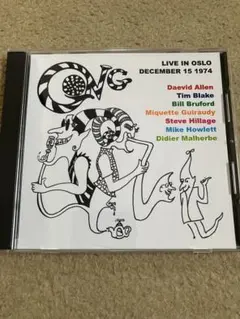 GONG
LIVE IN OSLO
DECEMBER 15 1974
Daevid Allen
Tim Blake
Bill Bruford
Miquette Guiraudy
Steve Hillage
Mike Howlett
Didier Malherbe